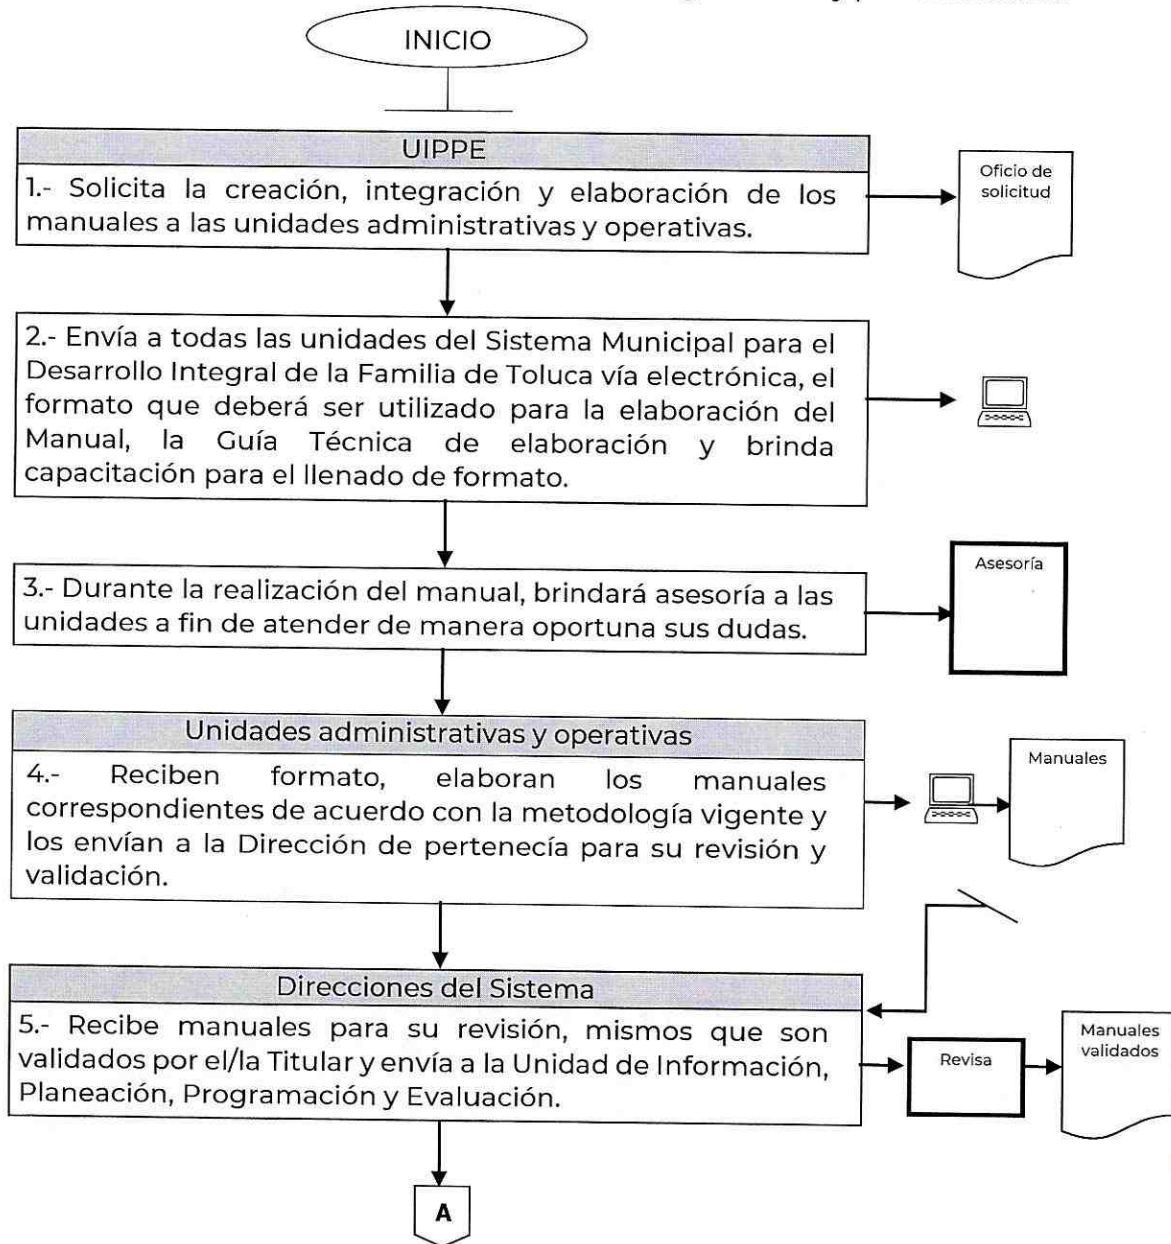 INICIO
UIPPE
1.- Solicita la creación, integración y elaboración de los
manuales a las unidades administrativas y operativas.
Oficio de
solicitud
2.- Envía a todas las unidades del Sistema Municipal para el
Desarrollo Integral de la Familia de Toluca vía electrónica, el
formato que deberá ser utilizado para la elaboración del
Manual, la Guía Técnica de elaboración y brinda
capacitación para el llenado de formato.
3.- Durante la realización del manual, brindará asesoría a las
unidades a fin de atender de manera oportuna sus dudas.
Asesoría
Unidades administrativas y operativas
4.- Reciben formato, elaboran los manuales
correspondientes de acuerdo con la metodología vigente y
los envían a la Dirección de pertenecía para su revisión y
validación.
Manuales
Direcciones del Sistema
5.- Recibe manuales para su revisión, mismos que son
validados por el/la Titular y envía a la Unidad de Información,
Planeación, Programación y Evaluación.
Revisa
Manuales
validados
A